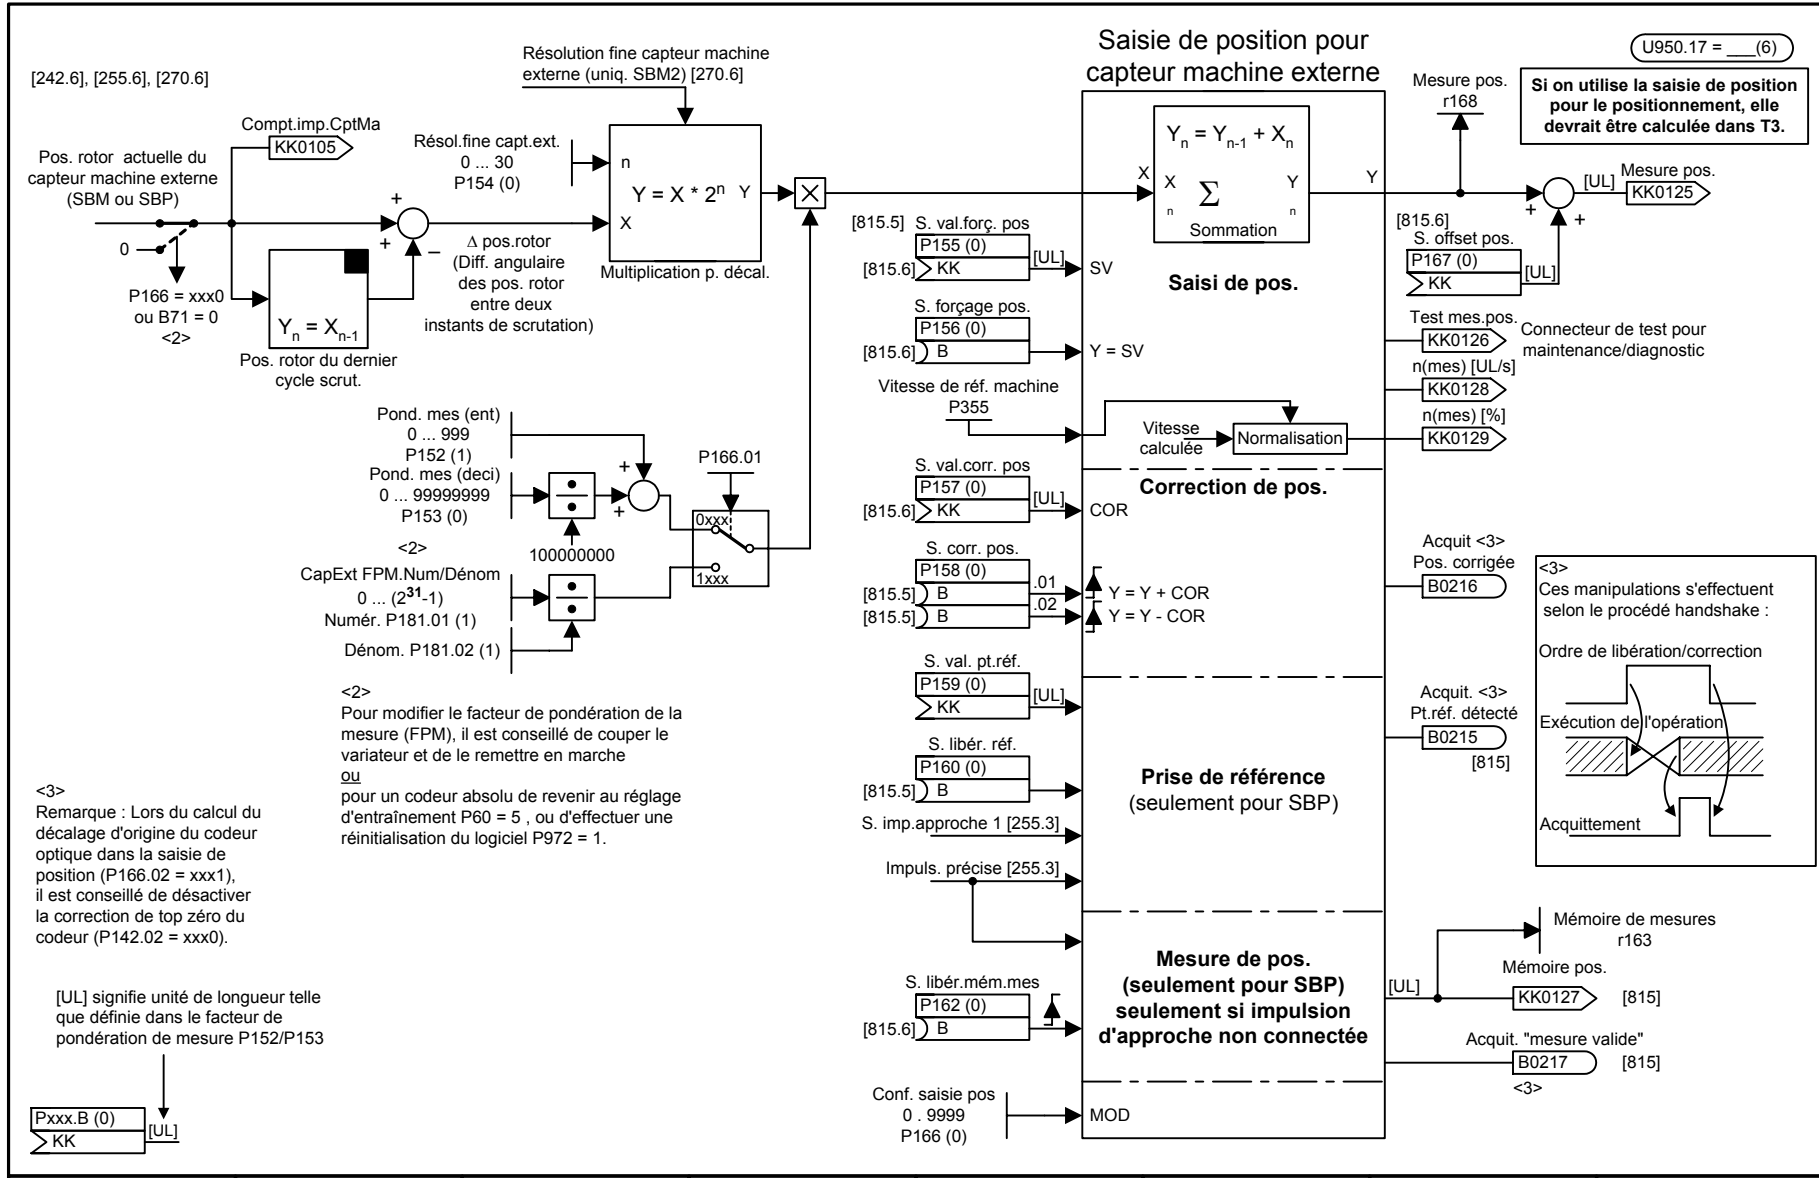 [242.6], [255.6], [270.6]
Résolution fine capteur machine
externe (uniq. SBM2) [270.6]
Saisie de position pour
capteur machine externe
U950.17 = ___(6)
Si on utilise la saisie de position
pour le positionnement, elle
devrait être calculée dans T3.
Compt.imp.CptMa
KK0105
Pos. rotor actuelle du
capteur machine externe
(SBM ou SBP)
0
P166 = xxx0
ou B71 = 0
<2>
+
+
–
Yn = Xn-1
Pos. rotor du dernier
cycle scrut.
Δ pos.rotor
(Diff. angulaire
des pos. rotor
entre deux
instants de scrutation)
Résol.fine capt.ext.
0 ... 30
P154 (0)
n
Y = X * 2n
Y
X
Multiplication p. décal.
X
Yn = Yn-1 + Xn
X
X
n
Σ
Y
n
Sommation
Y
Mesure pos.
r168
+
+
[UL]
Mesure pos.
KK0125
[815.6]
S. offset pos.
P167 (0)
KK
[UL]
[815.5]
S. val.forç. pos
P155 (0)
[815.6]
KK
[UL]
SV
Saisi de pos.
S. forçage pos.
P156 (0)
[815.6]
B
Y = SV
Test mes.pos.
KK0126
Connecteur de test pour
maintenance/diagnostic
n(mes) [UL/s]
KK0128
n(mes) [%]
KK0129
Vitesse de réf. machine
P355
Vitesse
calculée
Normalisation
Pond. mes (ent)
0 ... 999
P152 (1)
Pond. mes (deci)
0 ... 99999999
P153 (0)
<2>
+
+
100000000
P166.01
0xxx
1xxx
CapExt FPM.Num/Dénom
0 ... (231-1)
Numér. P181.01 (1)
Dénom. P181.02 (1)
S. val.corr. pos
P157 (0)
[815.6]
KK
[UL]
COR
Correction de pos.
S. corr. pos.
P158 (0)
[815.5]
B
.01
Y = Y + COR
[815.5]
B
.02
Y = Y - COR
Acquit <3>
Pos. corrigée
B0216
<3>
Ces manipulations s'effectuent
selon le procédé handshake :
Ordre de libération/correction
Exécution de l'opération
Acquittement
<2>
Pour modifier le facteur de pondération de la
mesure (FPM), il est conseillé de couper le
variateur et de le remettre en marche
ou
pour un codeur absolu de revenir au réglage
d'entraînement P60 = 5 , ou d'effectuer une
réinitialisation du logiciel P972 = 1.
S. val. pt.réf.
P159 (0)
KK
[UL]
Acquit. <3>
Pt.réf. détecté
B0215
[815]
S. libér. réf.
P160 (0)
[815.5]
B
Prise de référence
(seulement pour SBP)
S. imp.approche 1 [255.3]
Impuls. précise [255.3]
<3>
Remarque : Lors du calcul du
décalage d'origine du codeur
optique dans la saisie de
position (P166.02 = xxx1),
il est conseillé de désactiver
la correction de top zéro du
codeur (P142.02 = xxx0).
Mesure de pos.
(seulement pour SBP)
seulement si impulsion
d'approche non connectée
S. libér.mém.mes
P162 (0)
[815.6]
B
[UL]
Mémoire de mesures
r163
Mémoire pos.
KK0127
[815]
Acquit. "mesure valide"
B0217
[815]
<3>
[UL] signifie unité de longueur telle
que définie dans le facteur de
pondération de mesure P152/P153
Pxxx.B (0)
KK
[UL]
Conf. saisie pos
0 . 9999
P166 (0)
MOD